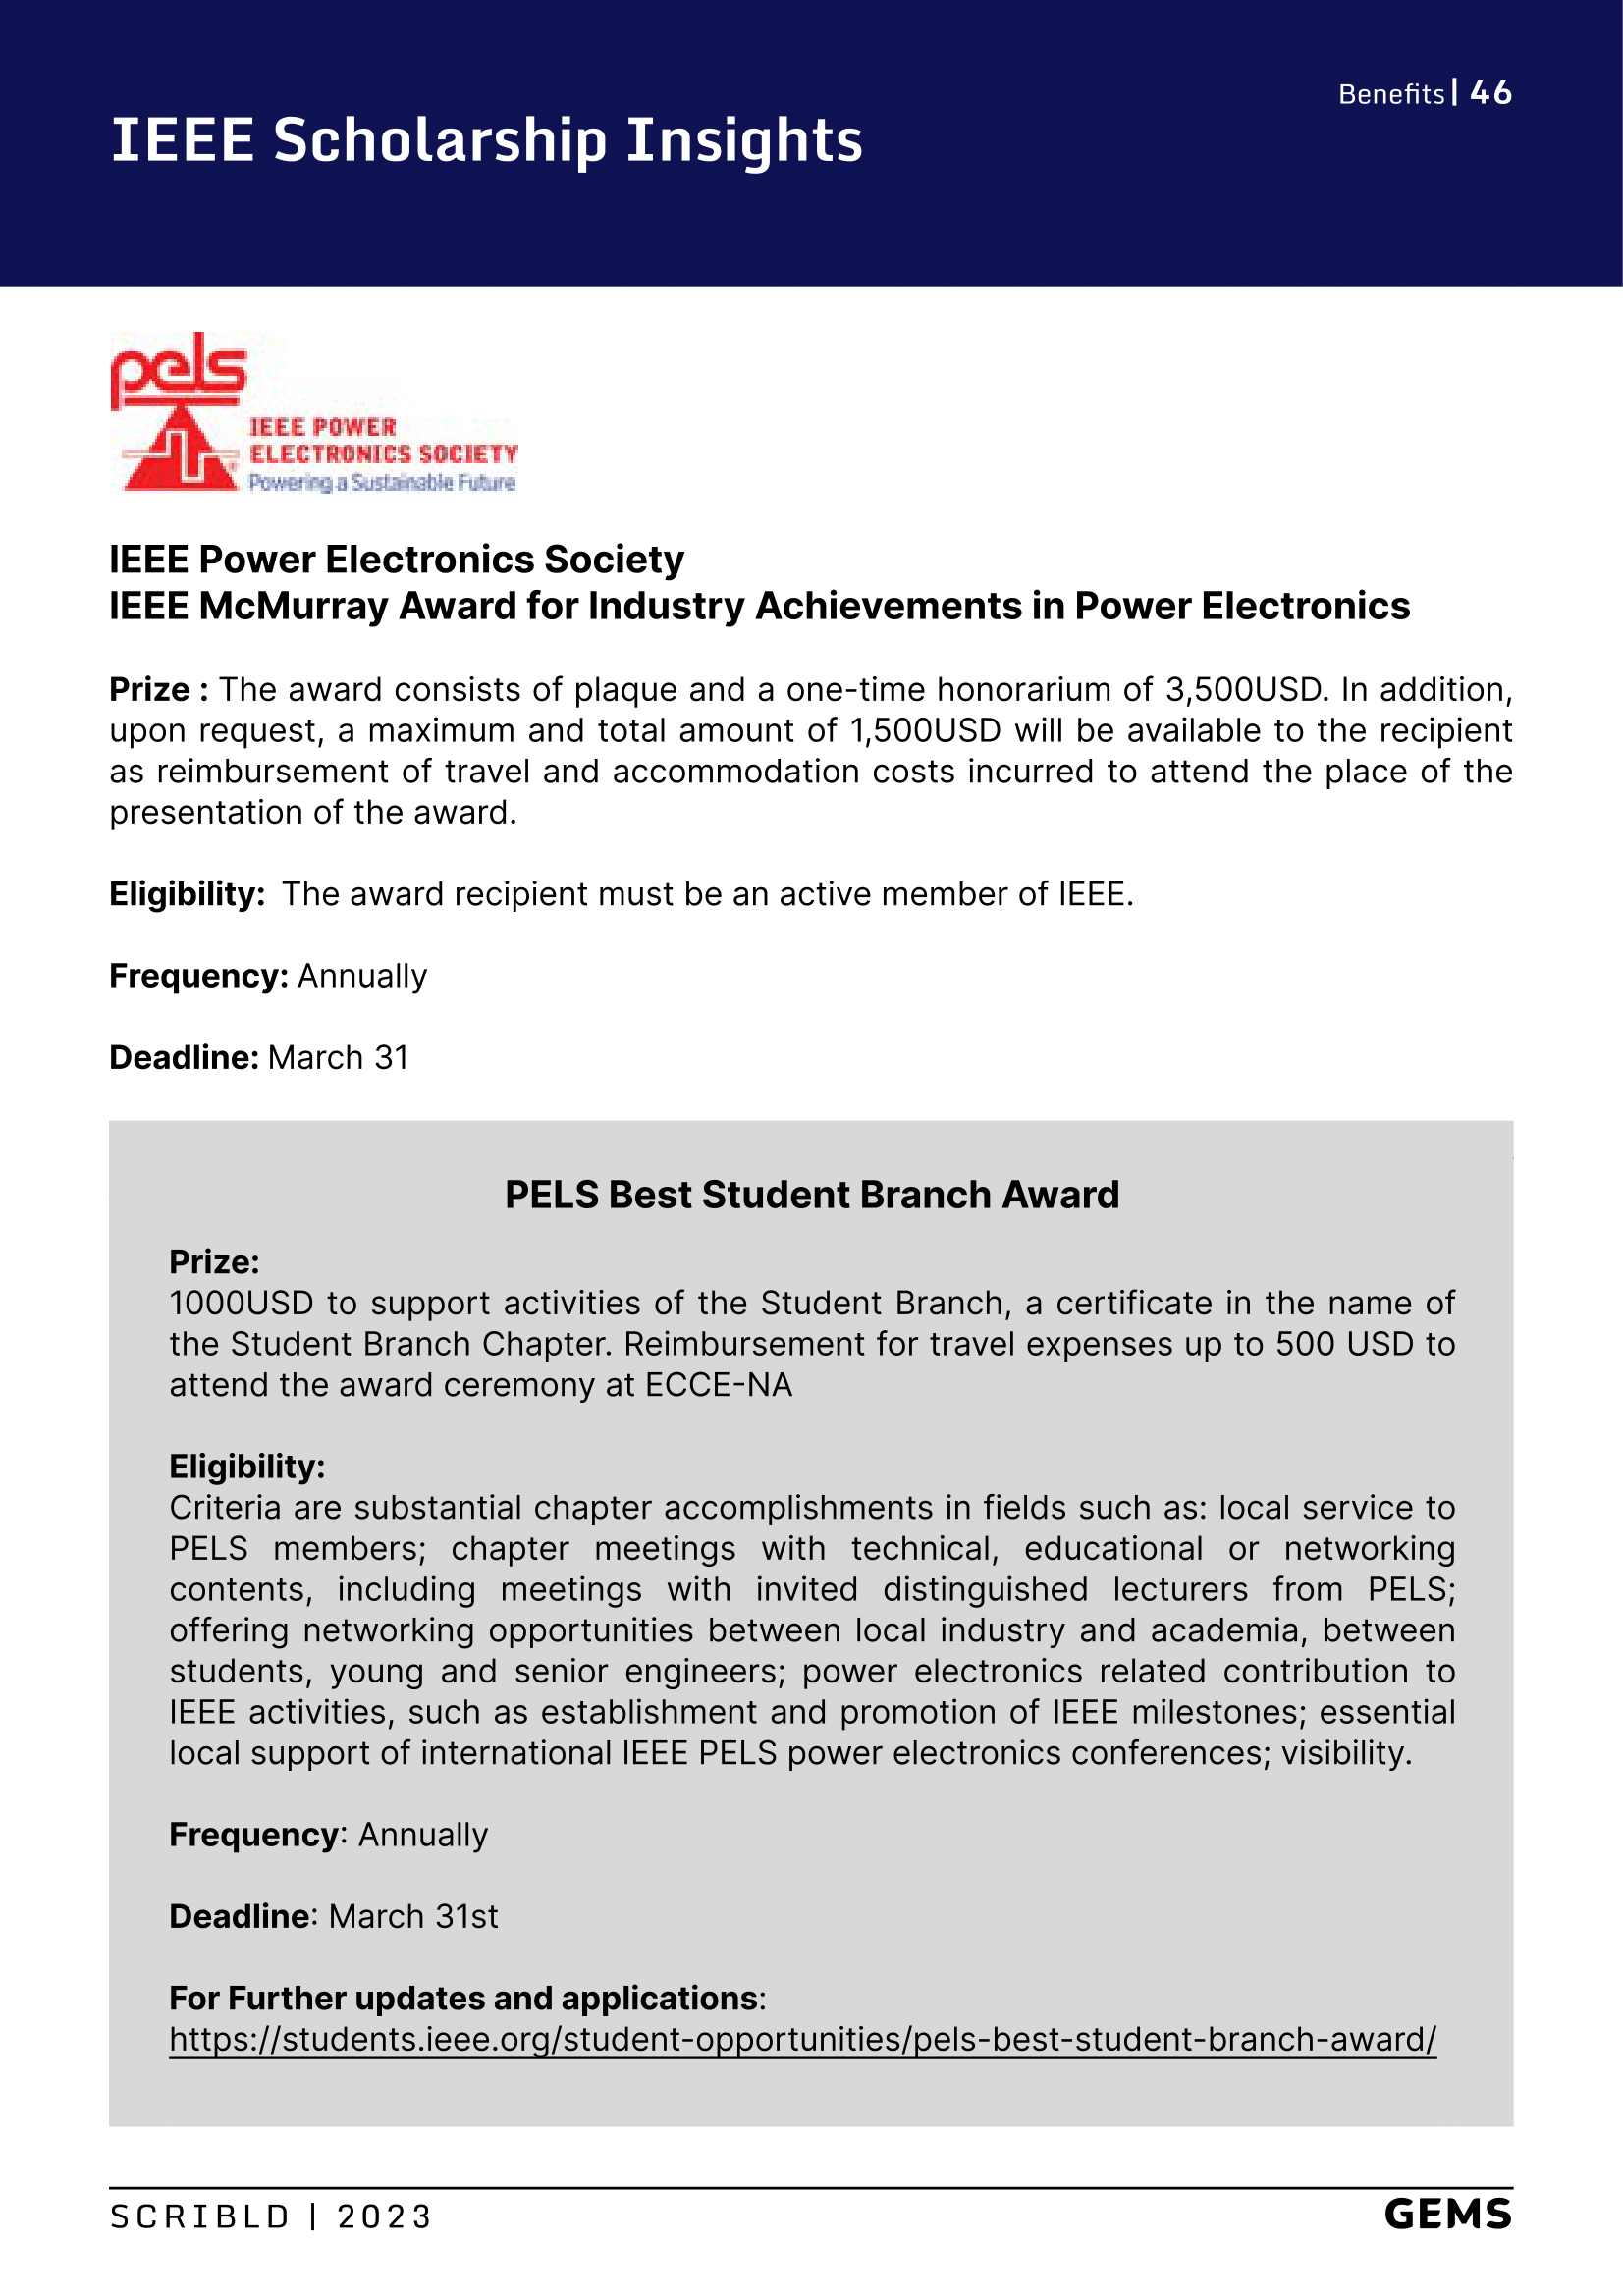 Benefits| 46
IEEE Scholarship Insights
pels
IEEE POWER
ELECTRONICS SOCIETY
Powering a Sustainable Future
IEEE Power Electronics Society
IEEE McMurray Award for Industry Achievements in Power Electronics
Prize : The award consists of plaque and a one-time honorarium of 3,500USD. In addition,
upon request, a maximum and total amount of 1,500USD will be available to the recipient
as reimbursement of travel and accommodation costs incurred to attend the place of the
presentation of the award.
Eligibility: The award recipient must be an active member of IEEE.
Frequency: Annually
Deadline: March 31
PELS Best Student Branch Award
Prize:
1000USD to support activities of the Student Branch, a certificate in the name of
the Student Branch Chapter. Reimbursement for travel expenses up to 500 USD to
attend the award ceremony at ECCE-NA
Eligibility:
Criteria are substantial chapter accomplishments in fields such as: local service to
PELS members; chapter meetings with technical, educational or networking
contents, including meetings with invited distinguished lecturers from PELS;
offering networking opportunities between local industry and academia, between
students, young and senior engineers; power electronics related contribution to
IEEE activities, such as establishment and promotion of IEEE milestones; essential
local support of international IEEE PELS power electronics conferences; visibility.
Frequency: Annually
Deadline: March 31st
For Further updates and applications:
https://students.ieee.org/student-opportunities/pels-best-student-branch-award/
SCRIBLD | 2023
GEMS